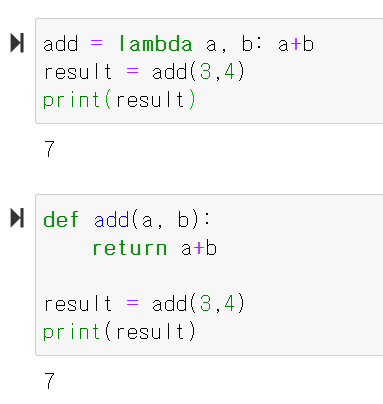 add = lambda a, b: a+b
result = add(3,4)
print(result)
7
def add(a, b):
    return a+b
result = add(3,4)
print(result)
7